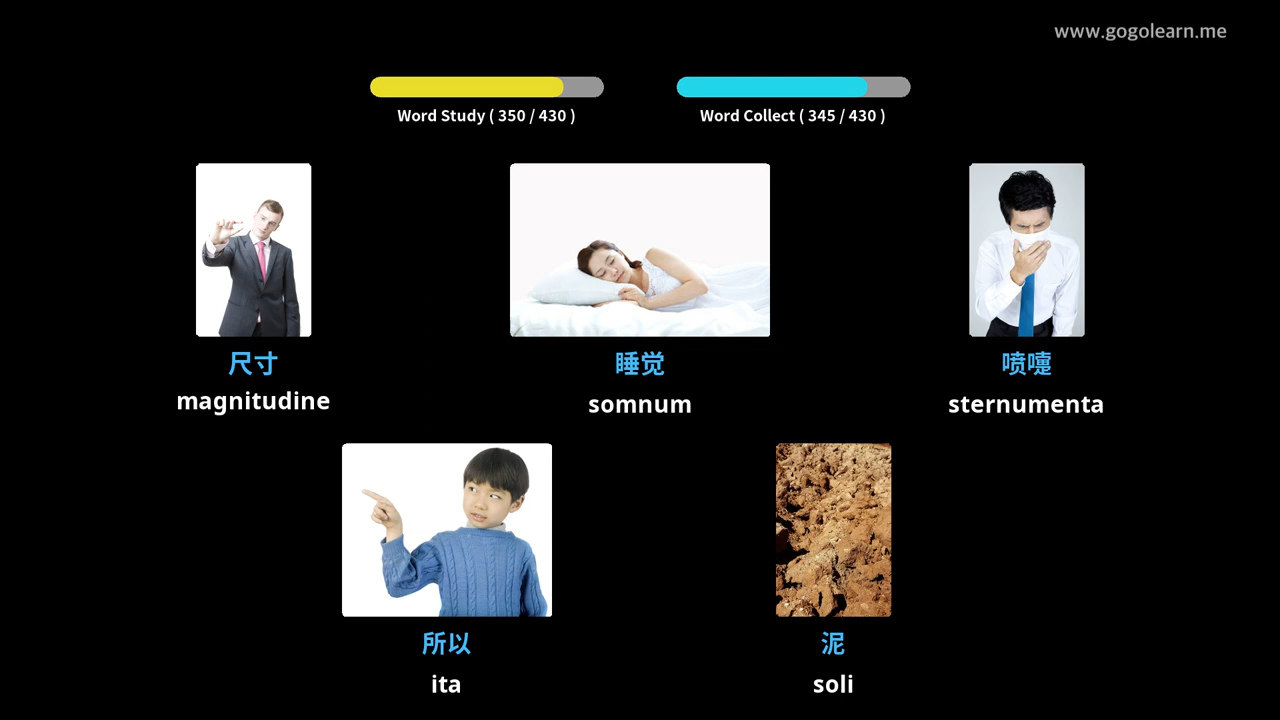 www.gogolearn.me
Word Study ( 350 / 430 )
Word Collect ( 345 / 430 )
尺寸
magnitudine
睡觉
somnum
喷嚏
sternumenta
所以
ita
泥
soli